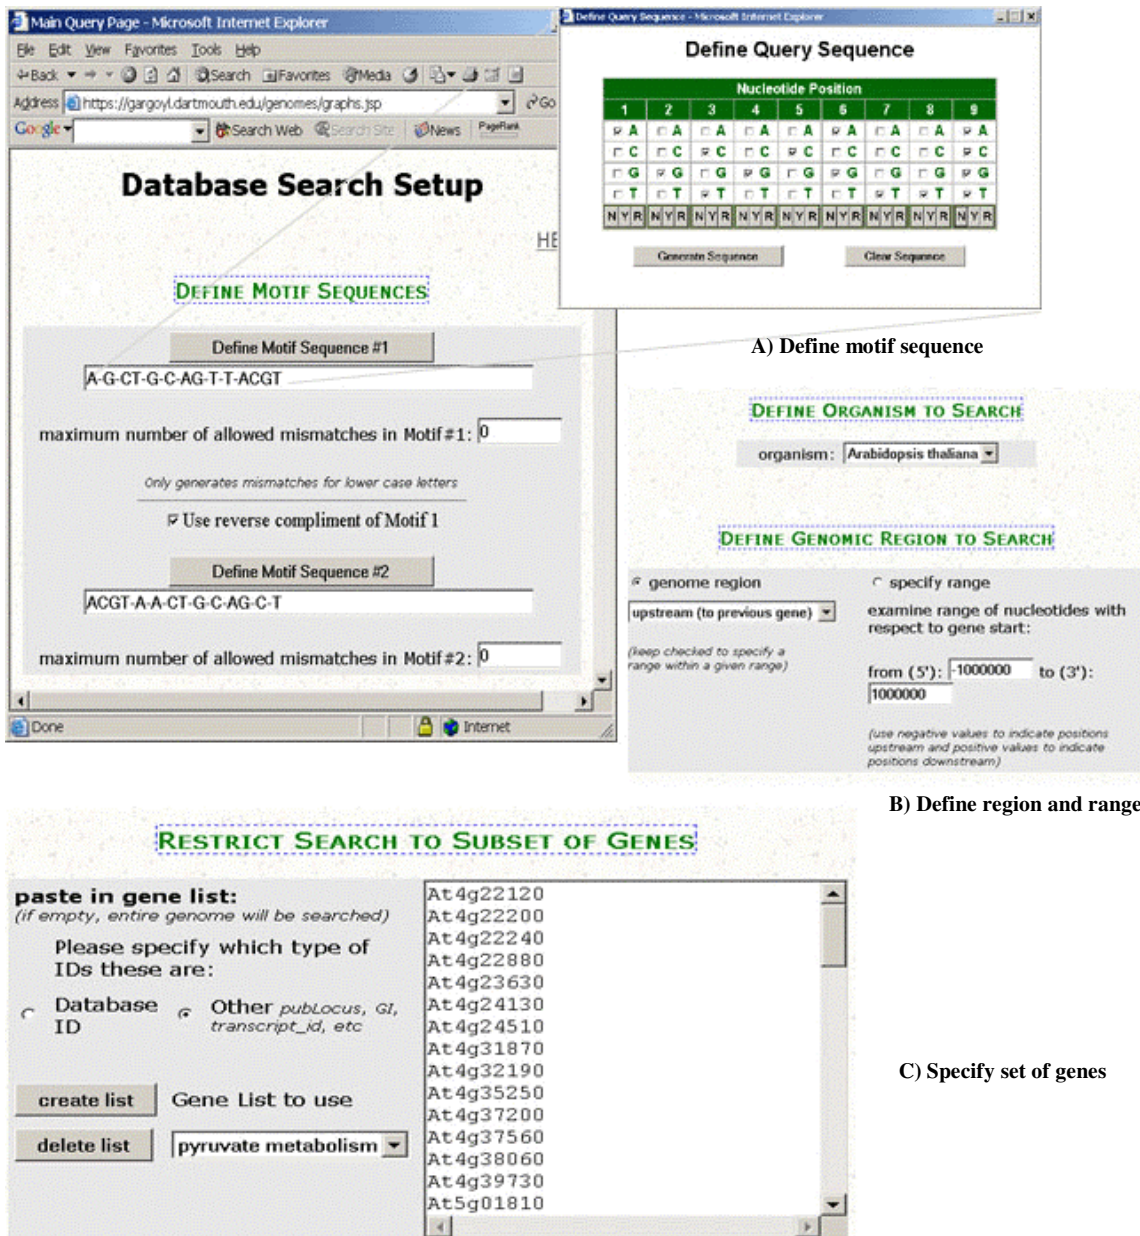 Main Query Page - Microsoft Internet Explorer
File Edit View Favorites Tools Help
Back Search Favorites Media
Address https://gargoyl.dartmouth.edu/genomes/graphs.jsp Go
Google Search Web Search Site News PageRank
Database Search Setup
HE
DEFINE MOTIF SEQUENCES
Define Motif Sequence #1
A-G-CT-G-C-AG-T-T-ACGT
maximum number of allowed mismatches in Motif#1: 0
Only generates mismatches for lower case letters
Use reverse compliment of Motif 1
Define Motif Sequence #2
ACGT-A-A-CT-G-C-AG-C-T
maximum number of allowed mismatches in Motif#2: 0
Done Internet
Define Query Sequence - Microsoft Internet Explorer
Define Query Sequence
Nucleotide Position
1 2 3 4 5 6 7 8 9
A A A A A A A A A
C C C C C C C C C
G G G G G G G G G
T T T T T T T T T
N Y R N Y R N Y R N Y R N Y R N Y R N Y R N Y R N Y R
Generate Sequence Clear Sequence
A) Define motif sequence
DEFINE ORGANISM TO SEARCH
organism: Arabidopsis thaliana
DEFINE GENOMIC REGION TO SEARCH
genome region
upstream (to previous gene)
(keep checked to specify a
range within a given range)
specify range
examine range of nucleotides with
respect to gene start:
from (5'): -1000000 to (3'):
1000000
(use negative values to indicate positions
upstream and positive values to indicate
positions downstream)
B) Define region and range
RESTRICT SEARCH TO SUBSET OF GENES
paste in gene list:
(if empty, entire genome will be searched)
Please specify which type of
IDs these are:
Database
ID
Other pubLocus, GI,
transcript_id, etc
create list Gene List to use
delete list pyruvate metabolism
At4g22120
At4g22200
At4g22240
At4g22880
At4g23630
At4g24130
At4g24510
At4g31870
At4g32190
At4g35250
At4g37200
At4g37560
At4g38060
At4g39730
At5g01810
C) Specify set of genes